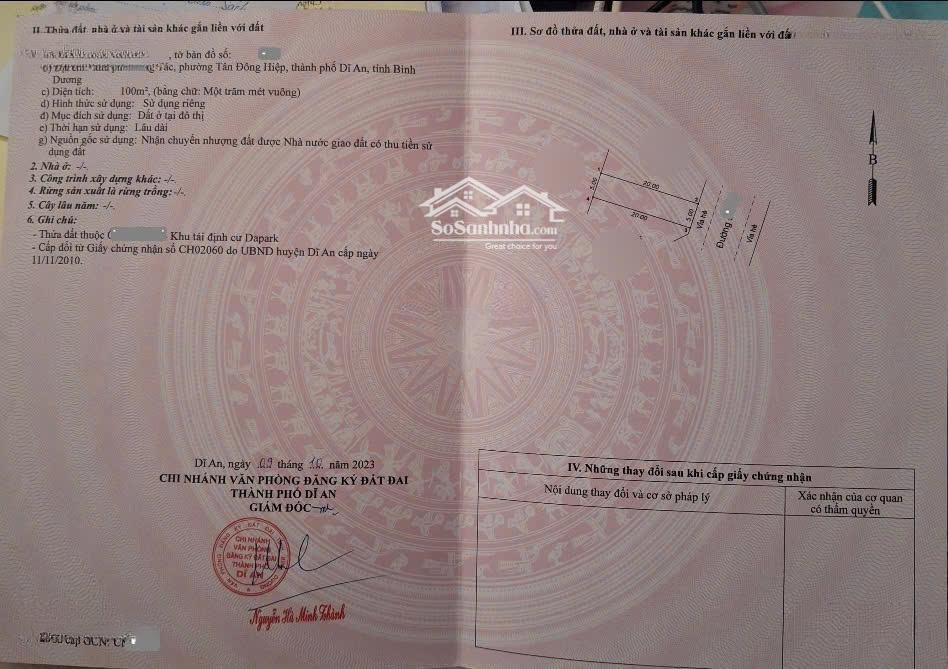 II. Thửa đất, nhà ở và tài sản khác gắn liền với đất
, tờ bản đồ số:
Tắc, phường Tân Đông Hiệp, thành phố Dĩ An, tỉnh Bình
Dương
c) Diện tích: 100m², (bằng chữ: Một trăm mét vuông)
d) Hình thức sử dụng: Sử dụng riêng
đ) Mục đích sử dụng: Đất ở tại đô thị
e) Thời hạn sử dụng: Lâu dài
g) Nguồn gốc sử dụng: Nhận chuyển nhượng đất được Nhà nước giao đất có thu tiền sử
dụng đất
2. Nhà ở: -/-.
3. Công trình xây dựng khác: -/-.
4. Rừng sản xuất là rừng trồng: -/-.
5. Cây lâu năm: -/-.
6. Ghi chú:
- Thửa đất thuộc Khu tái định cư Dapark
- Cấp đổi từ Giấy chứng nhận số CH02060 do UBND huyện Dĩ An cấp ngày
11/11/2010.
Dĩ An, ngày 09 tháng 10 năm 2023
CHI NHÁNH VĂN PHÒNG ĐĂNG KÝ ĐẤT ĐAI
THÀNH PHỐ DĨ AN
GIÁM ĐỐC
CHI NHÁNH
VĂN PHÒNG
ĐĂNG KÝ ĐẤT ĐAI
THÀNH PHỐ
DĨ AN
Nguyễn Hà Minh Thành
III. Sơ đồ thửa đất, nhà ở và tài sản khác gắn liền với đất
B
5.00
20.00
20.00
5.00
Vỉa hè
Đường
Vỉa hè
SoSanhnha.com
Great choice for you
IV. Những thay đổi sau khi cấp giấy chứng nhận
Nội dung thay đổi và cơ sở pháp lý
Xác nhận của cơ quan
có thẩm quyền